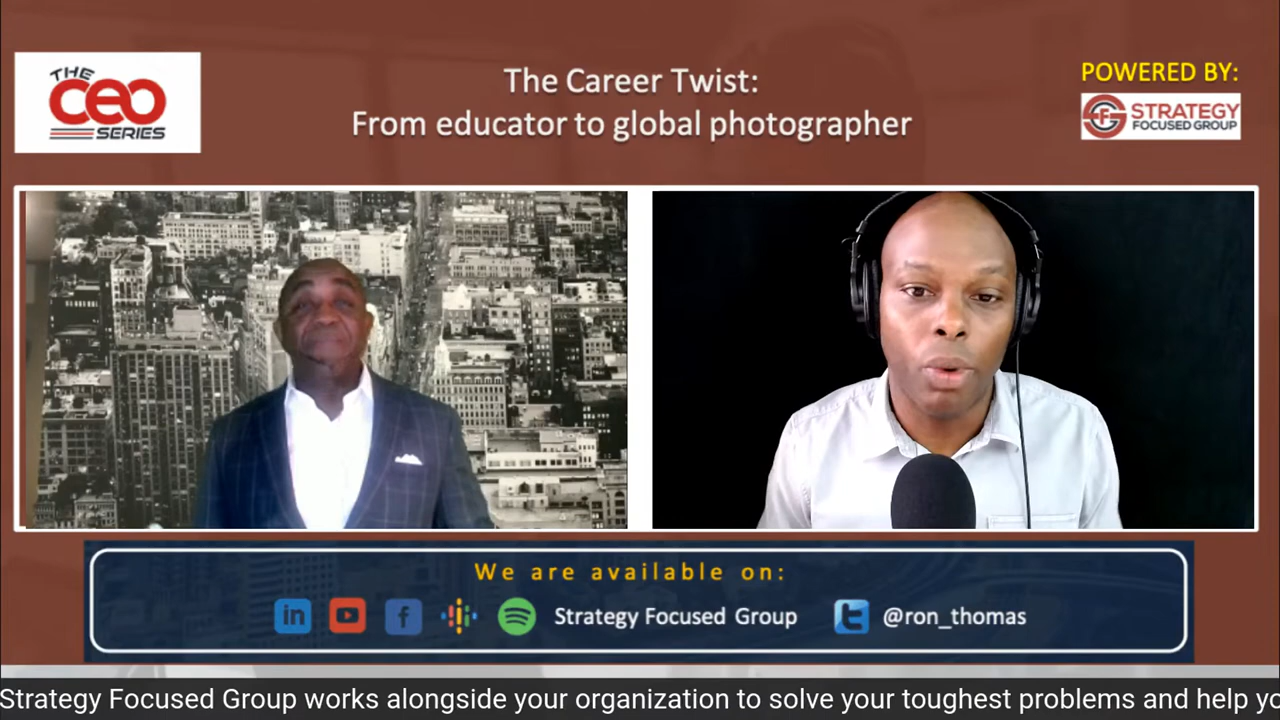 THE
CEO
SERIES
The Career Twist:
From educator to global photographer
POWERED BY:
STRATEGY
FOCUSED GROUP
We are available on:
Strategy Focused Group
@ron_thomas
Strategy Focused Group works alongside your organization to solve your toughest problems and help yo